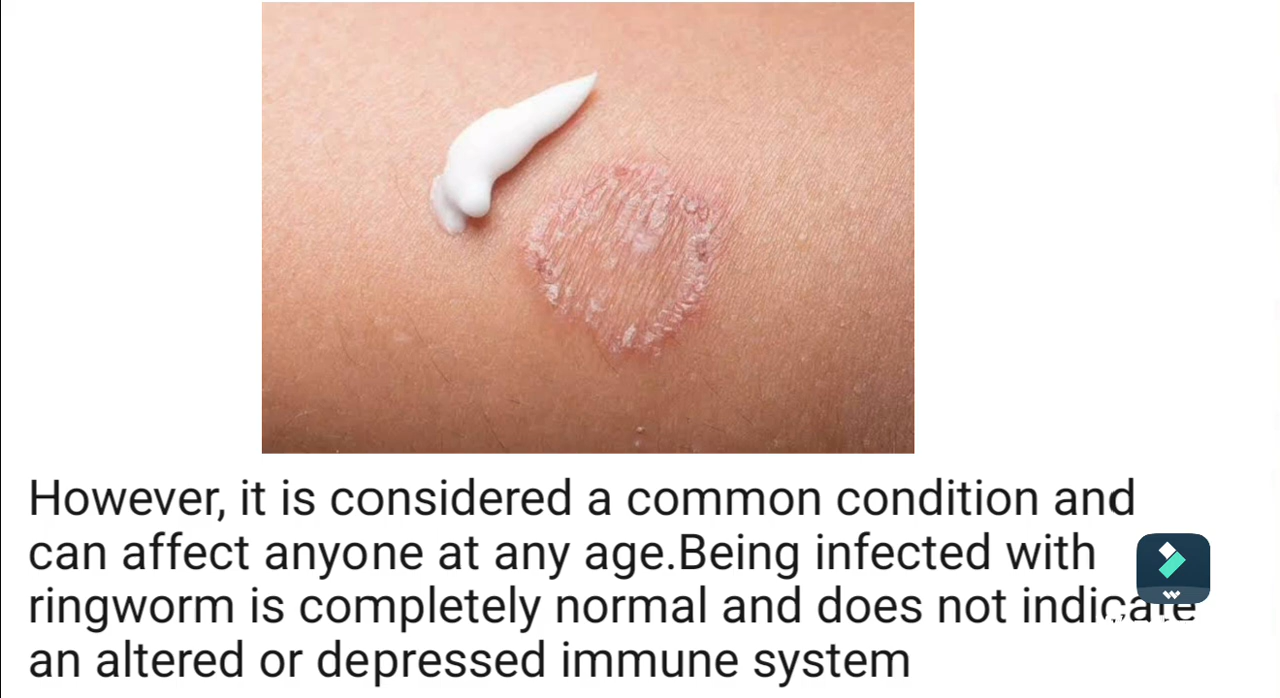 However, it is considered a common condition and
can affect anyone at any age.Being infected with
ringworm is completely normal and does not indicate
an altered or depressed immune system